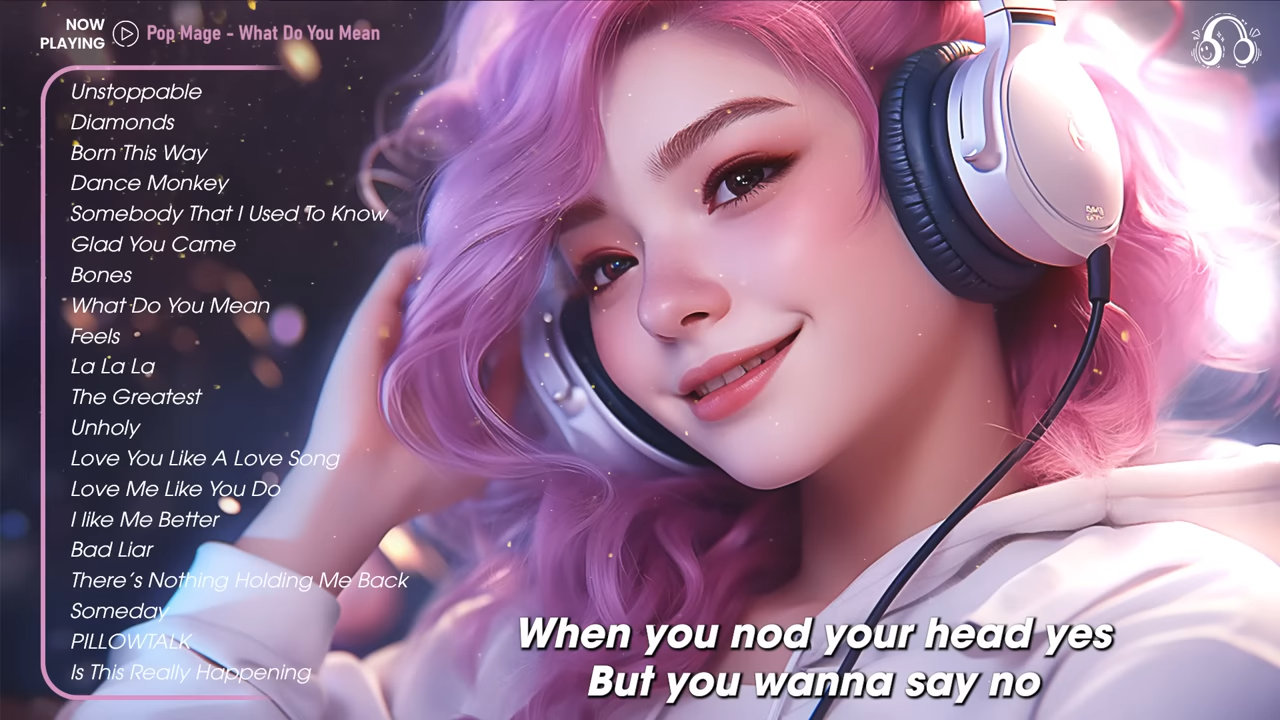 NOW
PLAYING
Pop Mage - What Do You Mean
Unstoppable
Diamonds
Born This Way
Dance Monkey
Somebody That I Used To Know
Glad You Came
Bones
What Do You Mean
Feels
La La La
The Greatest
Unholy
Love You Like A Love Song
Love Me Like You Do
I like Me Better
Bad Liar
There's Nothing Holding Me Back
Someday
PILLOWTALK
Is This Really Happening
When you nod your head yes
But you wanna say no